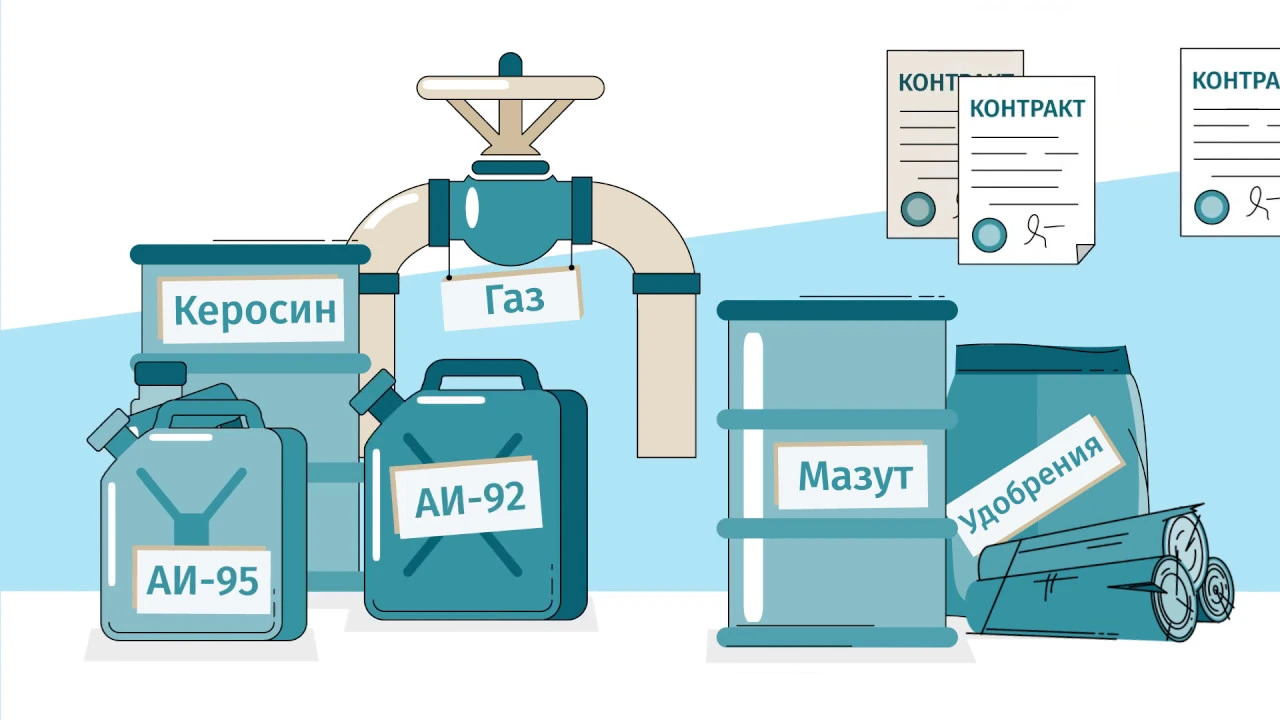 КОНТРАКТ
КОНТРАКТ
КОНТРА
Керосин
Газ
АИ-92
АИ-95
Мазут
Удобрения